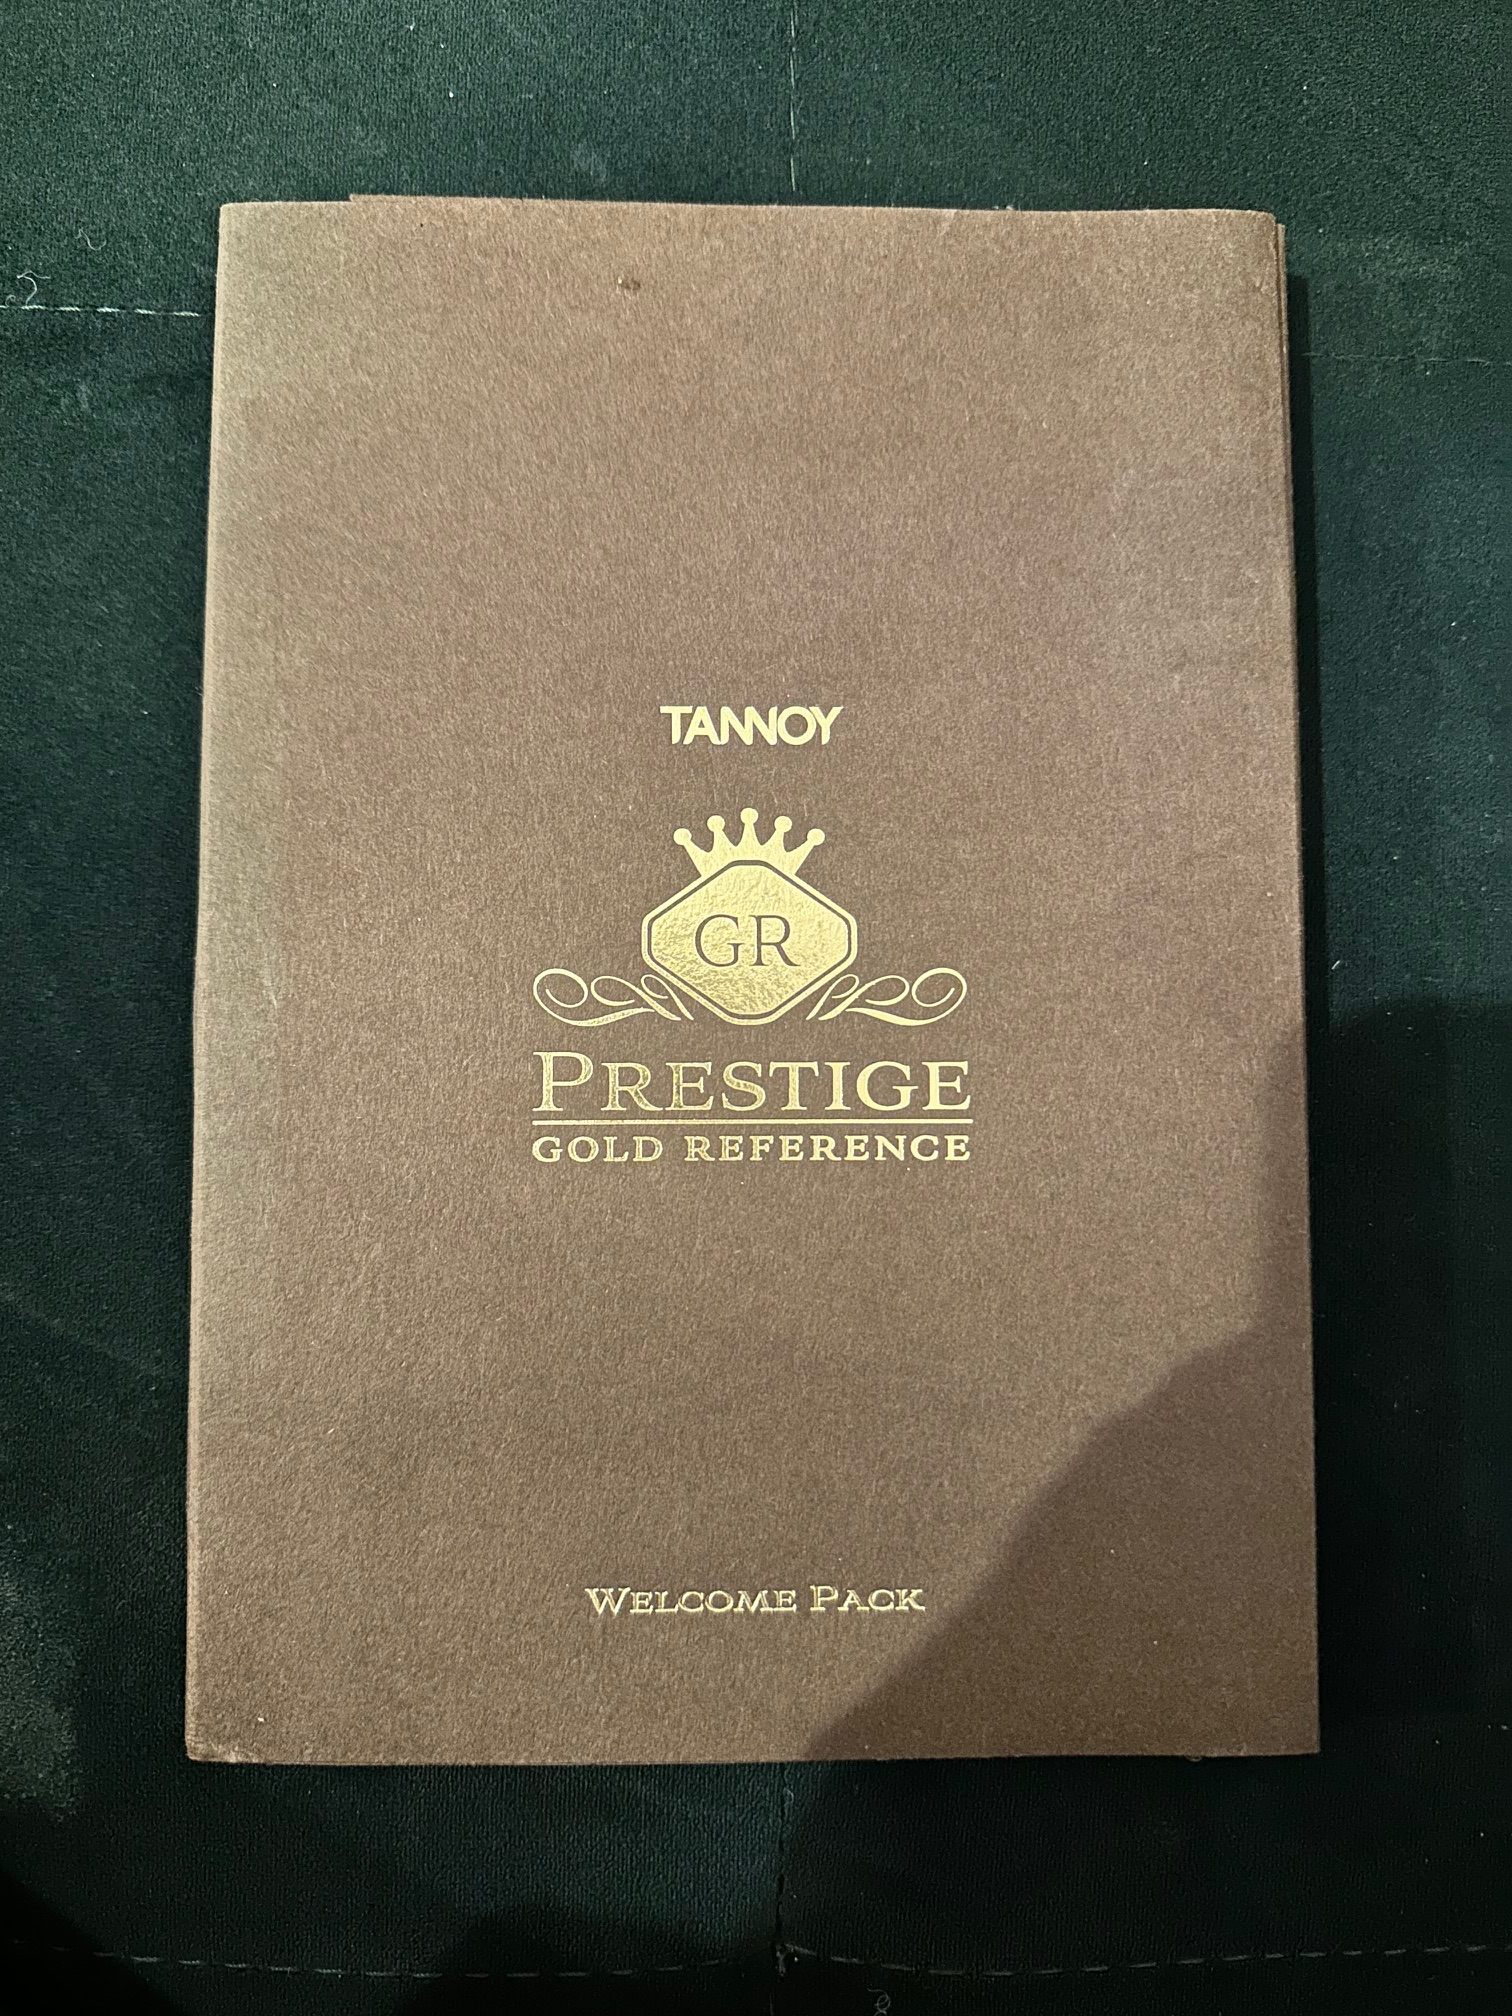 TANNOY
GR
PRESTIGE
GOLD REFERENCE
WELCOME PACK